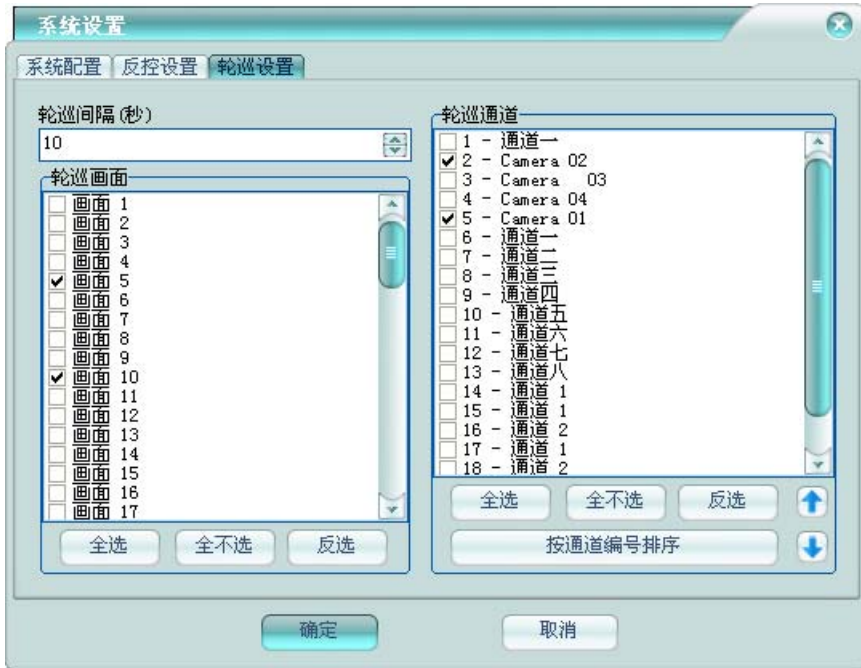 系统设置
系统配置 反控设置 轮巡设置
轮巡间隔(秒)
10
轮巡画面
画面 1
画面 2
画面 3
画面 4
画面 5
画面 6
画面 7
画面 8
画面 9
画面 10
画面 11
画面 12
画面 13
画面 14
画面 15
画面 16
画面 17
全选 全不选 反选
轮巡通道
1 - 通道一
2 - Camera 02
3 - Camera 03
4 - Camera 04
5 - Camera 01
6 - 通道一
7 - 通道二
8 - 通道三
9 - 通道四
10 - 通道五
11 - 通道六
12 - 通道七
13 - 通道八
14 - 通道 1
15 - 通道 1
16 - 通道 2
17 - 通道 1
18 - 通道 2
全选 全不选 反选
按通道编号排序
确定 取消